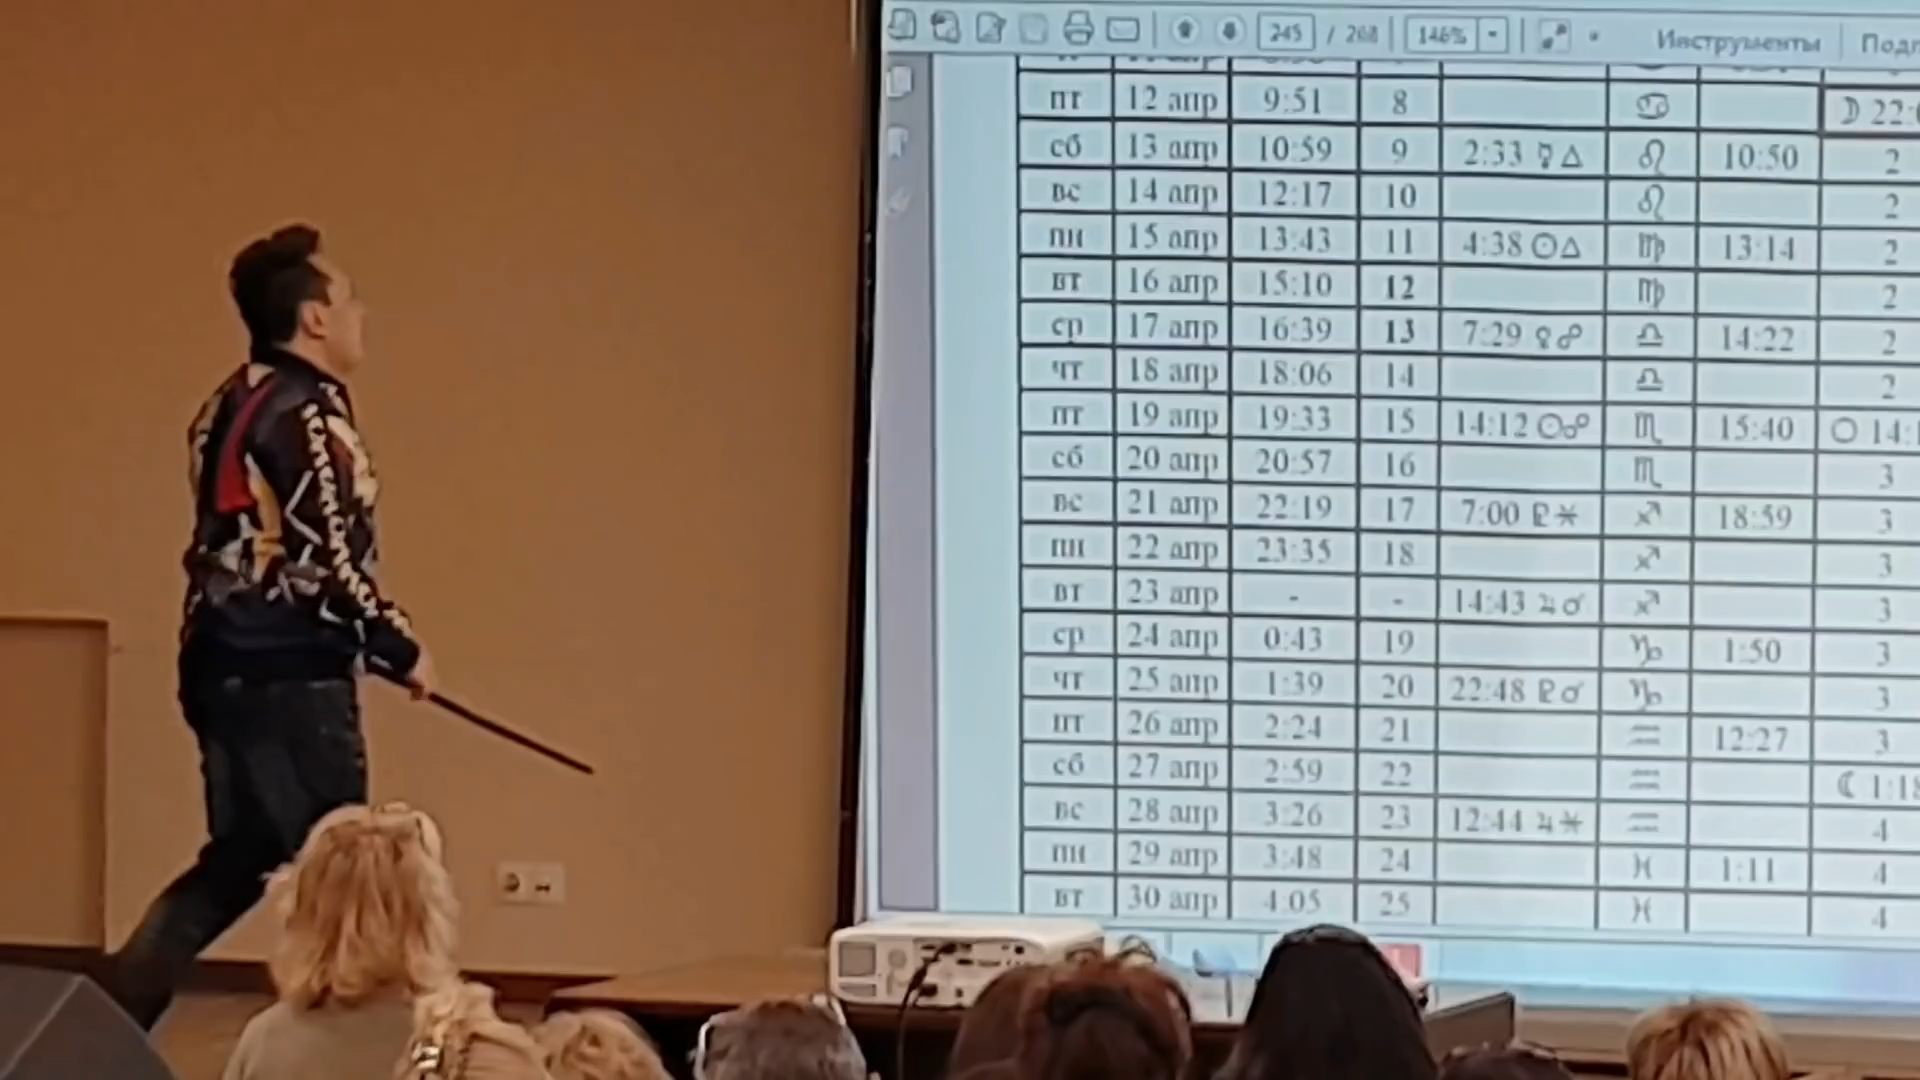 245 / 268 146% Инструменты
пт 12 апр 9:51 8 ♋ ☽
сб 13 апр 10:59 9 2:33 ☿△ ♌ 10:50 2
вс 14 апр 12:17 10 ♌ 2
пн 15 апр 13:43 11 4:38 ☉△ ♍ 13:14 2
вт 16 апр 15:10 12 ♍ 2
ср 17 апр 16:39 13 7:29 ♀☍ ♎ 14:22 2
чт 18 апр 18:06 14 ♎ 2
пт 19 апр 19:33 15 14:12 ☉☍ ♏ 15:40
сб 20 апр 20:57 16 ♏ 3
вс 21 апр 22:19 17 7:00 ♇⚹ ♐ 18:59 3
пн 22 апр 23:35 18 ♐ 3
вт 23 апр - - 14:43 ♃☌ ♐ 3
ср 24 апр 0:43 19 ♑ 1:50 3
чт 25 апр 1:39 20 22:48 ♇☌ ♑ 3
пт 26 апр 2:24 21 ♒ 12:27 3
сб 27 апр 2:59 22 ♒ ☾ 1:18
вс 28 апр 3:26 23 12:44 ♃⚹ ♒ 4
пн 29 апр 3:48 24 ♓ 1:11 4
вт 30 апр 4:05 25 ♓ 4